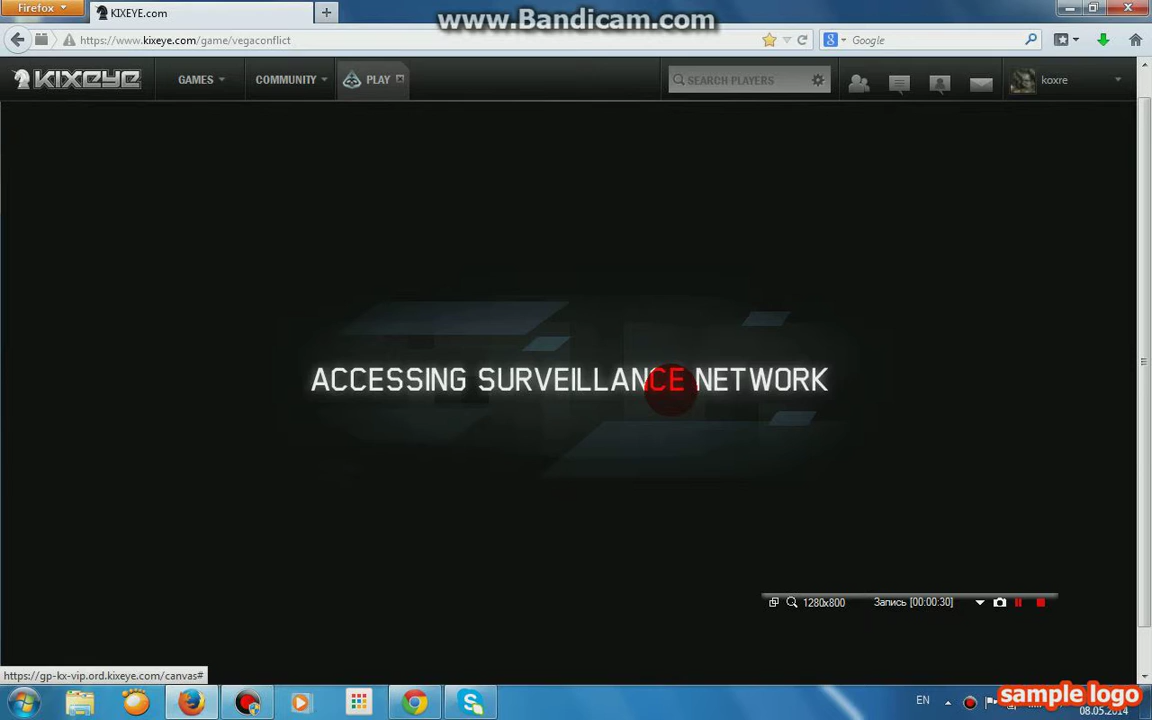 www.Bandicam.com
Firefox
KIXEYE.com
https://www.kixeye.com/game/vegaconflict
Google
KIXEYE
GAMES
COMMUNITY
PLAY
SEARCH PLAYERS
koxre
ACCESSING SURVEILLANCE NETWORK
1280x800
Запись [00:00:30]
https://gp-kx-vip.ord.kixeye.com/canvas#
EN
sample logo
08.05.2014